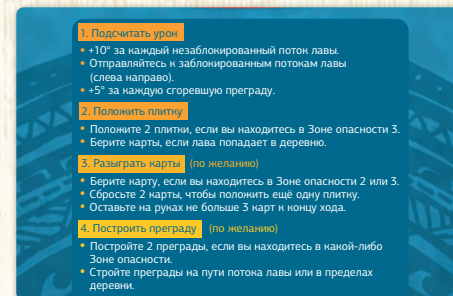 1. Подсчитать урон
• +10° за каждый незаблокированный поток лавы.
• Отправляйтесь к заблокированным потокам лавы
(слева направо).
• +5° за каждую сгоревшую преграду.
2. Положить плитку
• Положите 2 плитки, если вы находитесь в Зоне опасности 3.
• Берите карты, если лава попадает в деревню.
3. Разыграть карты (по желанию)
• Берите карту, если вы находитесь в Зоне опасности 2 или 3.
• Сбросьте 2 карты, чтобы положить ещё одну плитку.
• Оставьте на руках не больше 3 карт к концу хода.
4. Построить преграду (по желанию)
• Постройте 2 преграды, если вы находитесь в какой-либо
Зоне опасности.
• Стройте преграды на пути потока лавы или в пределах
деревни.